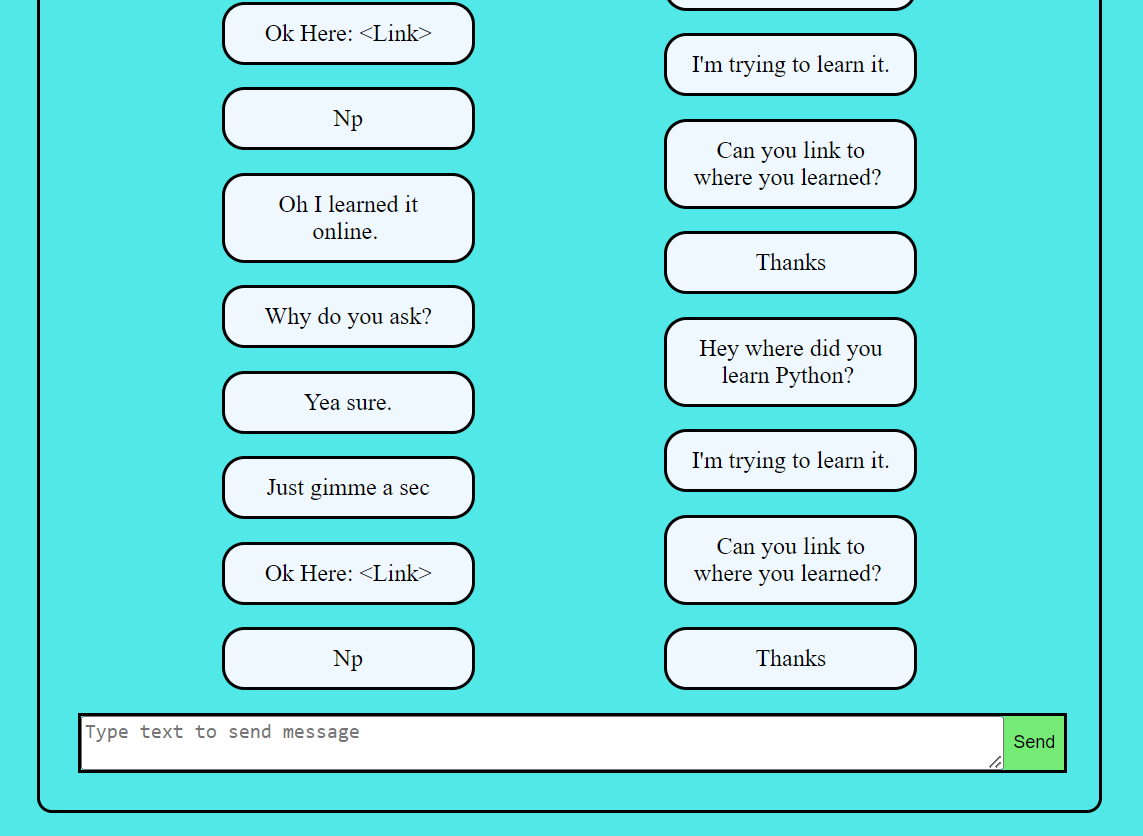 Ok Here: <Link>
Np
Oh I learned it
online.
Why do you ask?
Yea sure.
Just gimme a sec
Ok Here: <Link>
Np
I'm trying to learn it.
Can you link to
where you learned?
Thanks
Hey where did you
learn Python?
I'm trying to learn it.
Can you link to
where you learned?
Thanks
Type text to send message
Send